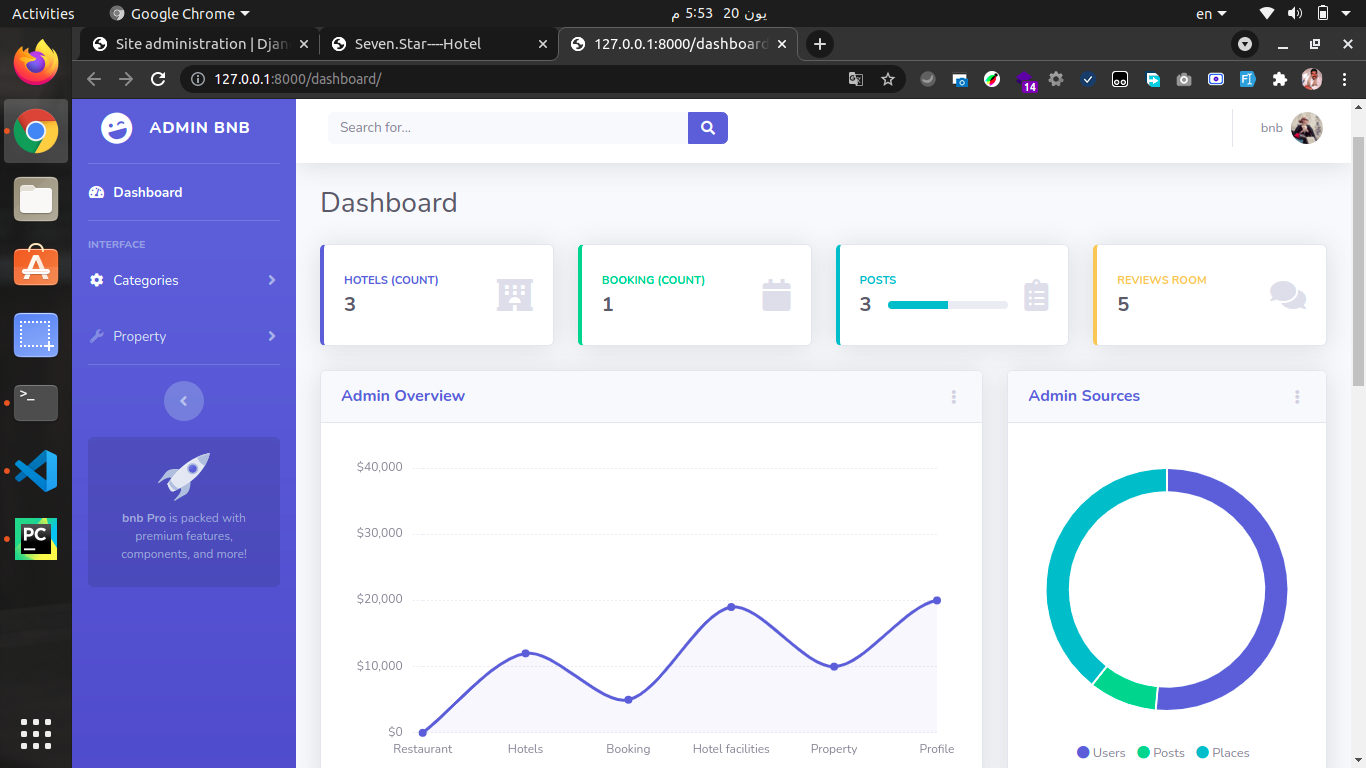 Activities
Google Chrome
يون 20 5:53 م
en
Site administration | Djan
Seven.Star----Hotel
127.0.0.1:8000/dashboard
127.0.0.1:8000/dashboard/
14
ADMIN BNB
Search for...
bnb
Dashboard
INTERFACE
Categories
Property
bnb Pro is packed with
premium features,
components, and more!
Dashboard
HOTELS (COUNT)
3
BOOKING (COUNT)
1
POSTS
3
REVIEWS ROOM
5
Admin Overview
$40,000
$30,000
$20,000
$10,000
$0
Restaurant Hotels Booking Hotel facilities Property Profile
Admin Sources
Users Posts Places
>_
PC